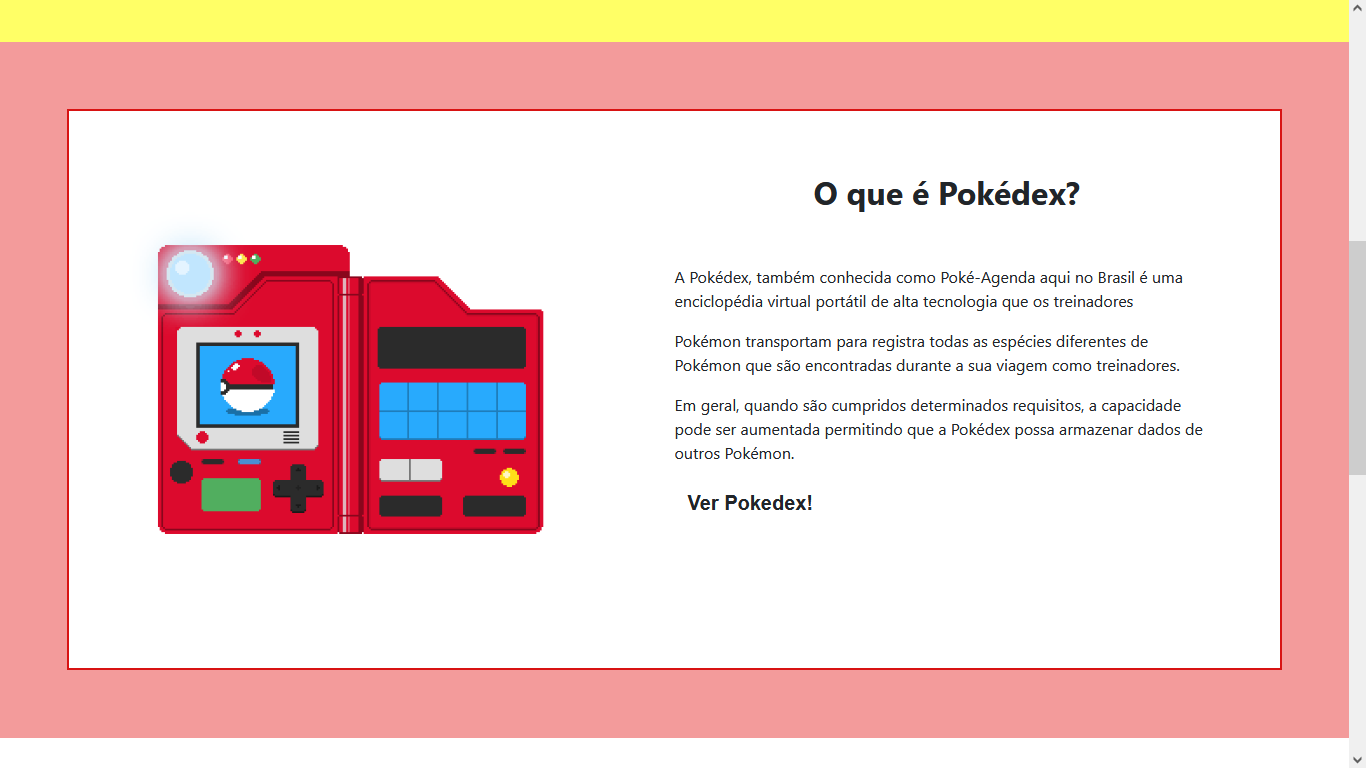 O que é Pokédex?
A Pokédex, também conhecida como Poké-Agenda aqui no Brasil é uma
enciclopédia virtual portátil de alta tecnologia que os treinadores
Pokémon transportam para registra todas as espécies diferentes de
Pokémon que são encontradas durante a sua viagem como treinadores.
Em geral, quando são cumpridos determinados requisitos, a capacidade
pode ser aumentada permitindo que a Pokédex possa armazenar dados de
outros Pokémon.
Ver Pokedex!